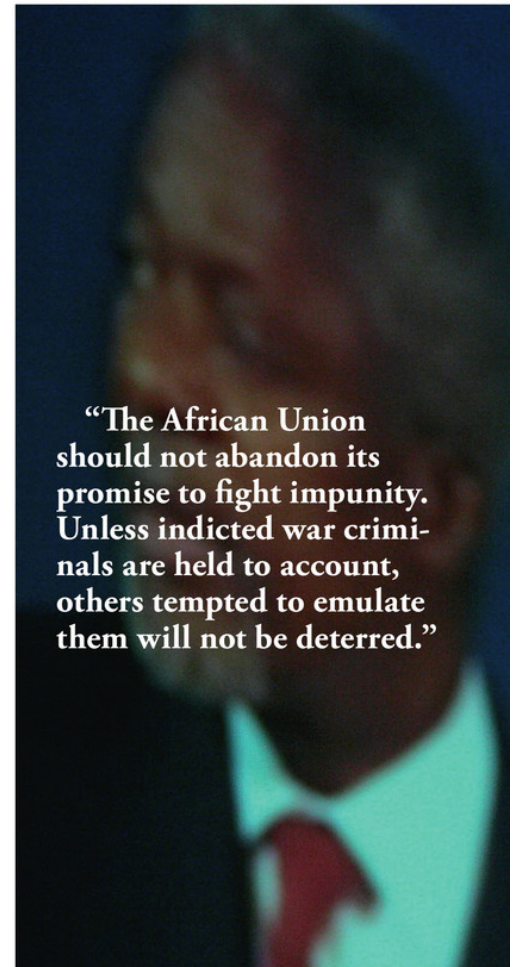 “The African Union
should not abandon its
promise to fight impunity.
Unless indicted war crimi-
nals are held to account,
others tempted to emulate
them will not be deterred.”